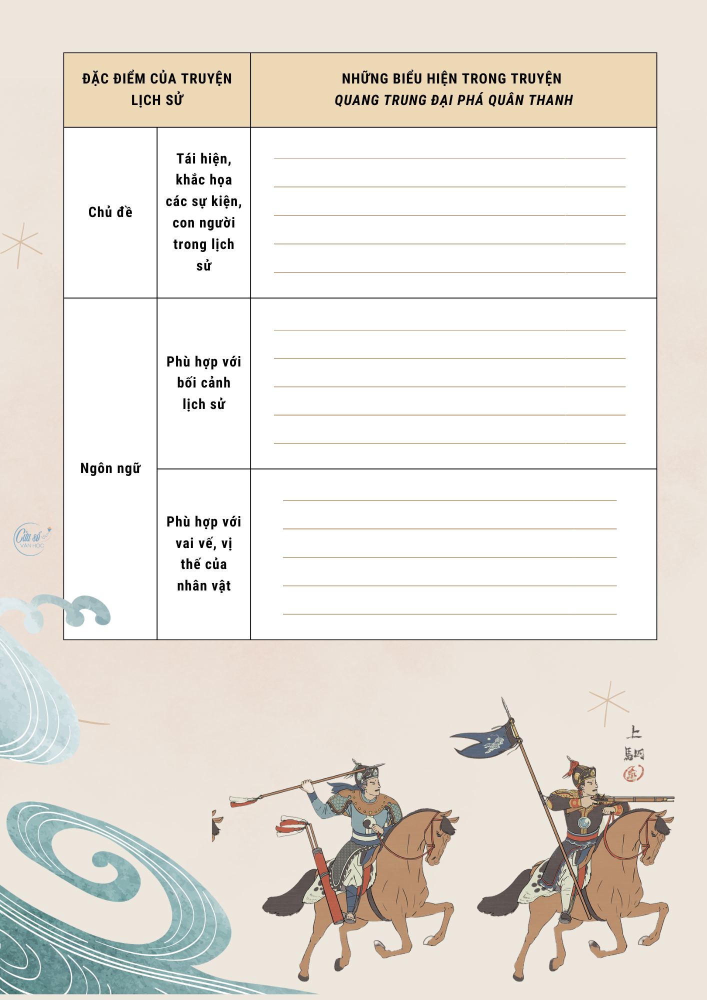 ĐẶC ĐIỂM CỦA TRUYỆN
LỊCH SỬ
NHỮNG BIỂU HIỆN TRONG TRUYỆN
QUANG TRUNG ĐẠI PHÁ QUÂN THANH
Chủ đề
Tái hiện,
khắc họa
các sự kiện,
con người
trong lịch
sử
Ngôn ngữ
Phù hợp với
bối cảnh
lịch sử
Phù hợp với
vai vế, vị
thế của
nhân vật
Cửa sổ
VĂN HỌC
上
駟